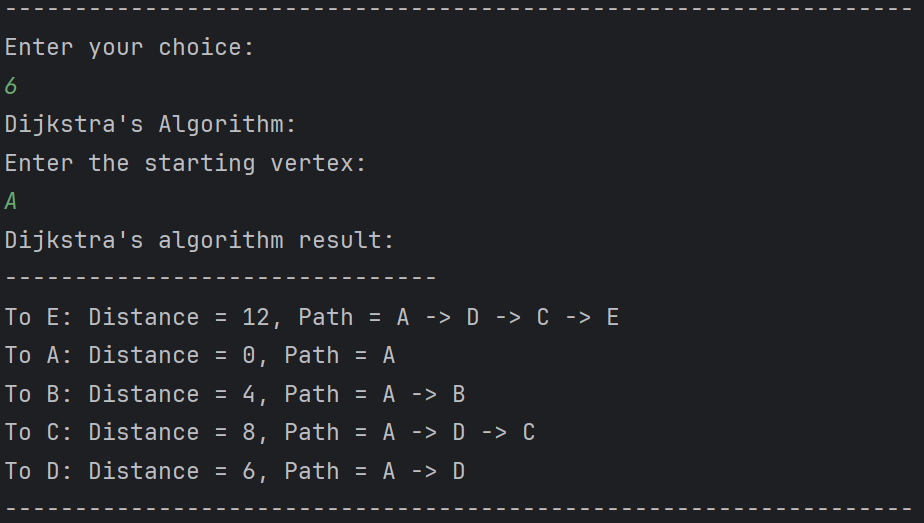 -----------------------------------------------------------------
Enter your choice:
6
Dijkstra's Algorithm:
Enter the starting vertex:
A
Dijkstra's algorithm result:
-------------------------------
To E: Distance = 12, Path = A -> D -> C -> E
To A: Distance = 0, Path = A
To B: Distance = 4, Path = A -> B
To C: Distance = 8, Path = A -> D -> C
To D: Distance = 6, Path = A -> D
-----------------------------------------------------------------